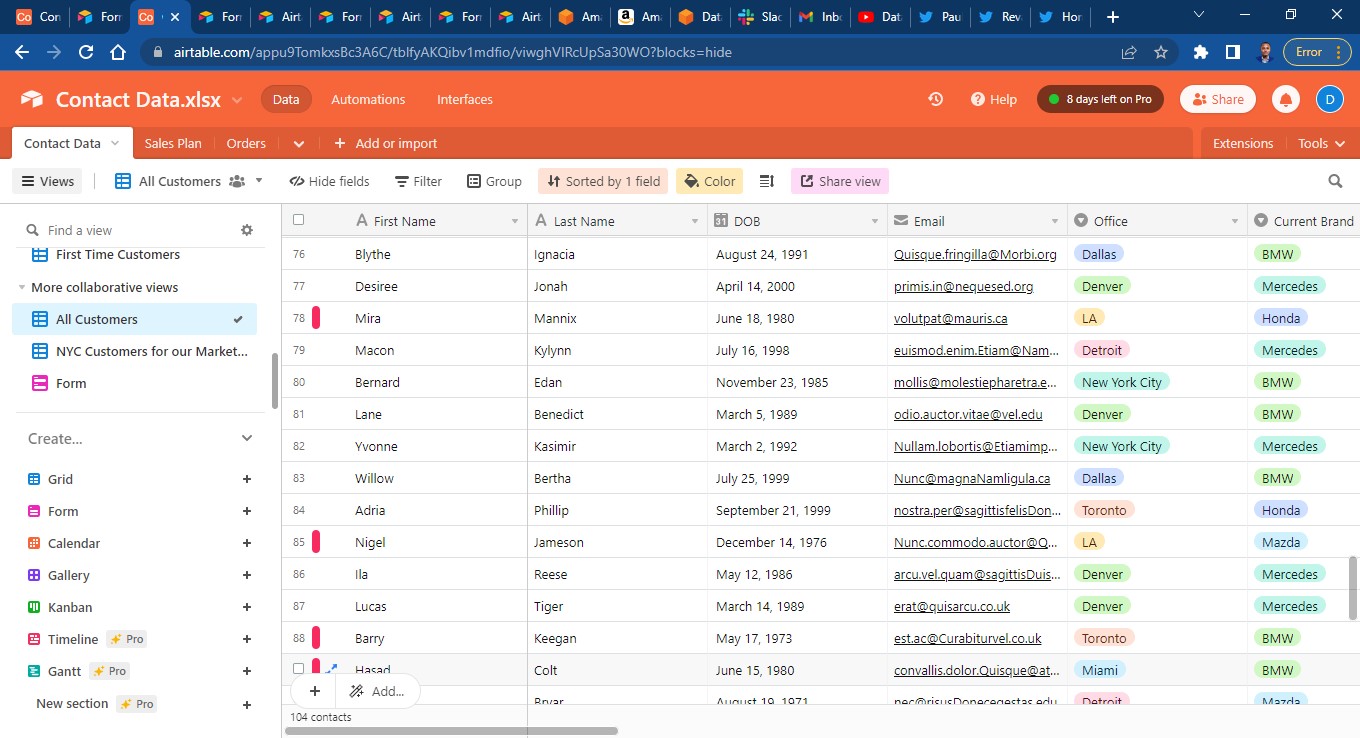 Con Form Co Form Airt Form Airt Form Airt Ama Ama Data Slac Inbo Dat Pau Rev Hor
airtable.com/appu9TomkxsBc3A6C/tblfyAKQjbv1mdfio/viwghVlRcUpSa30WO?blocks=hide Error
Contact Data.xlsx Data Automations Interfaces Help 8 days left on Pro Share D
Contact Data Sales Plan Orders Add or import Extensions Tools
Views All Customers Hide fields Filter Group Sorted by 1 field Color Share view
Find a view
First Time Customers
More collaborative views
All Customers
NYC Customers for our Market...
Form
Create...
Grid
Form
Calendar
Gallery
Kanban
Timeline Pro
Gantt Pro
New section Pro
First Name Last Name DOB Email Office Current Brand
76 Blythe Ignacia August 24, 1991 Quisque.fringilla@Morbi.org Dallas BMW
77 Desiree Jonah April 14, 2000 primis.in@nequesed.org Denver Mercedes
78 Mira Mannix June 18, 1980 volutpat@mauris.ca LA Honda
79 Macon Kylynn July 16, 1998 euismod.enim.Etiam@Nam... Detroit Mercedes
80 Bernard Edan November 23, 1985 mollis@molestiepharetra.e... New York City BMW
81 Lane Benedict March 5, 1989 odio.auctor.vitae@vel.edu Denver BMW
82 Yvonne Kasimir March 2, 1992 Nullam.lobortis@Etiamimp... New York City Mercedes
83 Willow Bertha July 25, 1999 Nunc@magnaNamligula.ca Dallas BMW
84 Adria Phillip September 21, 1999 nostra.per@sagittisfelisDon... Toronto Honda
85 Nigel Jameson December 14, 1976 Nunc.commodo.auctor@Q... LA Mazda
86 Ila Reese May 12, 1986 arcu.vel.quam@sagittisDuis... Denver Mercedes
87 Lucas Tiger March 14, 1989 erat@quisarcu.co.uk Denver Mercedes
88 Barry Keegan May 17, 1973 est.ac@Curabiturvel.co.uk Toronto BMW
Hasad Colt June 15, 1980 convallis.dolor.Quisque@at... Miami BMW
Bryar August 19, 1971 nec@risusDonecegestas.edu Detroit Mazda
Add...
104 contacts